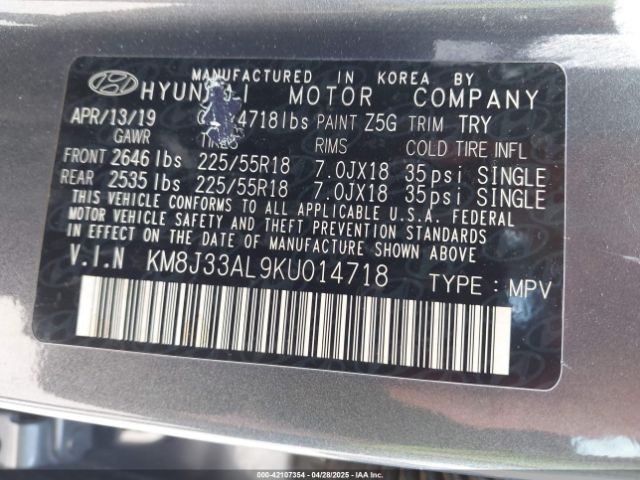 MANUFACTURED IN KOREA BY
MOTOR COMPANY
APR/13/19 4718lbs PAINT Z5G TRIM TRY
GAWR RIMS COLD TIRE INFL
FRONT 2646 lbs 225/55R18 7.0JX18 35psi SINGLE
REAR 2535 lbs 225/55R18 7.0JX18 35psi SINGLE
THIS VEHICLE CONFORMS TO ALL APPLICABLE U.S.A. FEDERAL
MOTOR VEHICLE SAFETY AND THEFT PREVENTION STANDARDS
IN EFFECT ON THE DATE OF MANUFACTURE SHOWN ABOVE.
V.I.N KM8J33AL9KU014718 TYPE : MPV
000-42107354 | 04/28/2025 | IAAI.COM